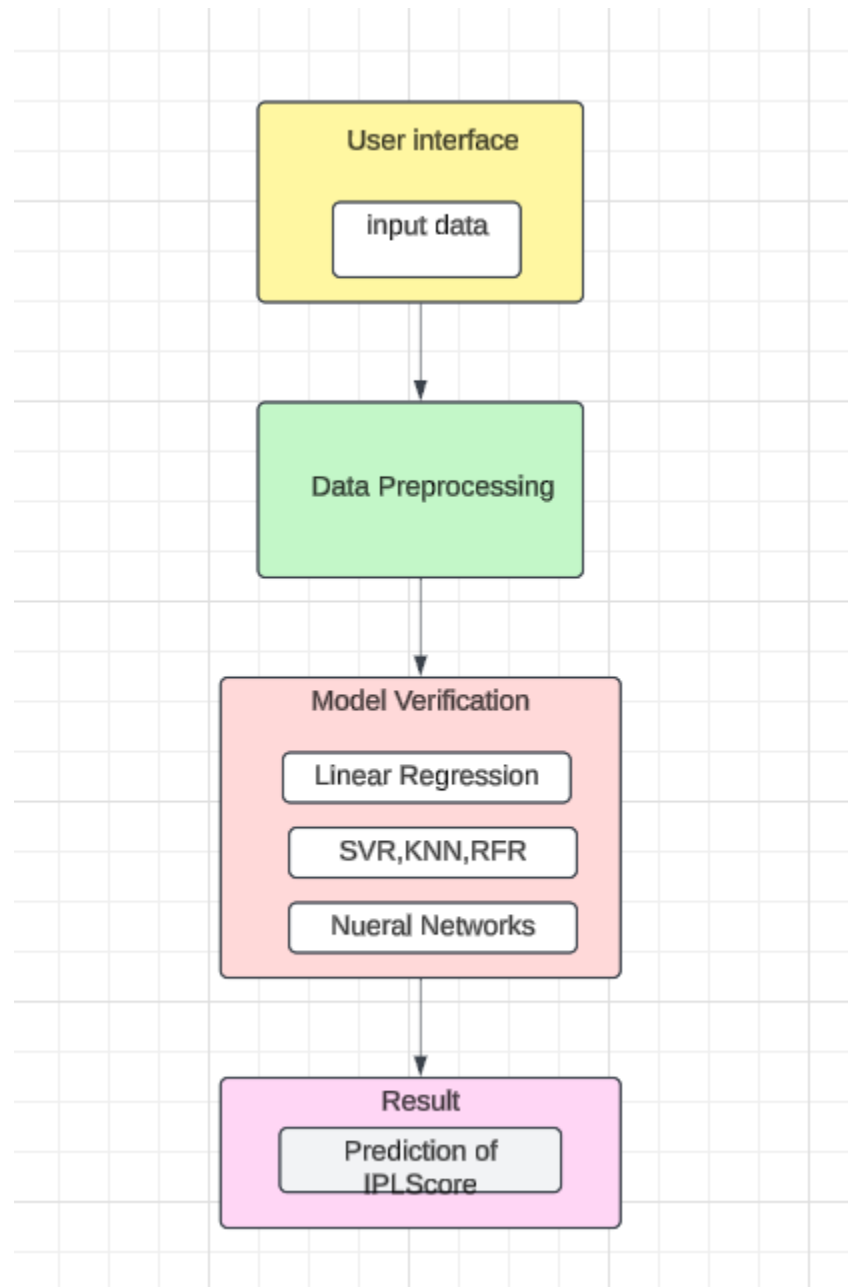 User interface
input data
Data Preprocessing
Model Verification
Linear Regression
SVR,KNN,RFR
Nueral Networks
Result
Prediction of
IPLScore